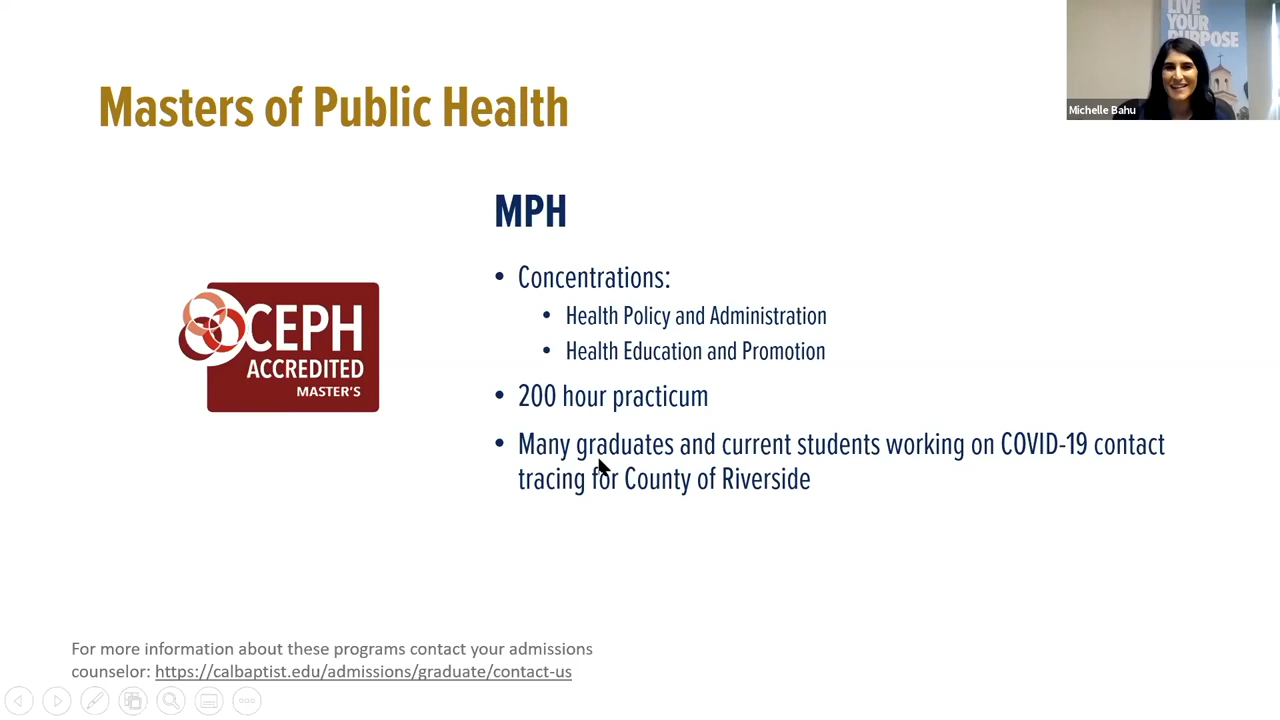 LIVE
YOUR
PURPOSE
Michelle Bahu
Masters of Public Health
MPH
• Concentrations:
• Health Policy and Administration
• Health Education and Promotion
• 200 hour practicum
• Many graduates and current students working on COVID-19 contact
tracing for County of Riverside
CEPH
ACCREDITED
MASTER'S
For more information about these programs contact your admissions
counselor: https://calbaptist.edu/admissions/graduate/contact-us